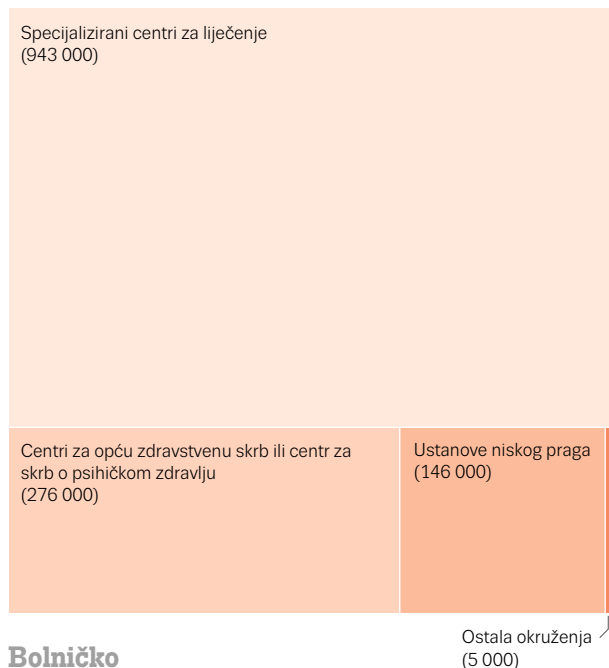 Specijalizirani centri za liječenje
(943 000)
Centri za opću zdravstvenu skrb ili centr za
skrb o psihičkom zdravlju
(276 000)
Ustanove niskog praga
(146 000)
Ostala okruženja
(5 000)
Bolničko